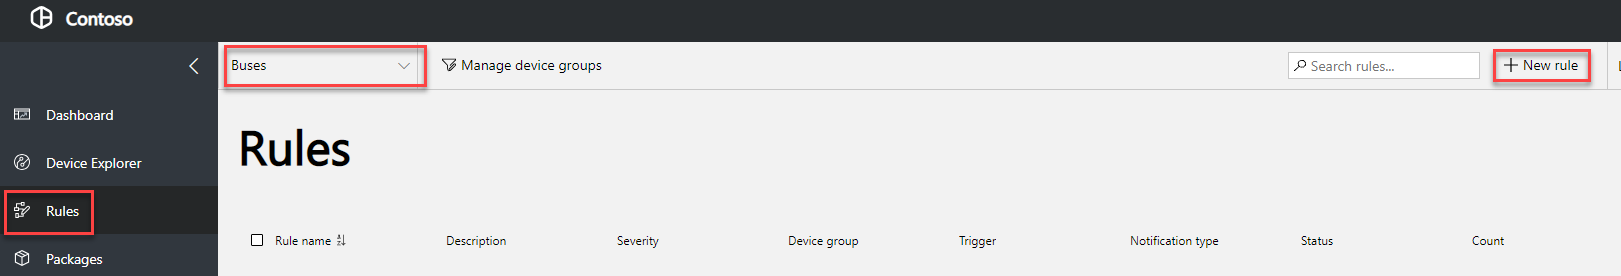 Contoso
Buses
Manage device groups
Search rules...
New rule
Dashboard
Device Explorer
Rules
Packages
Rules
Rule name
Description
Severity
Device group
Trigger
Notification type
Status
Count